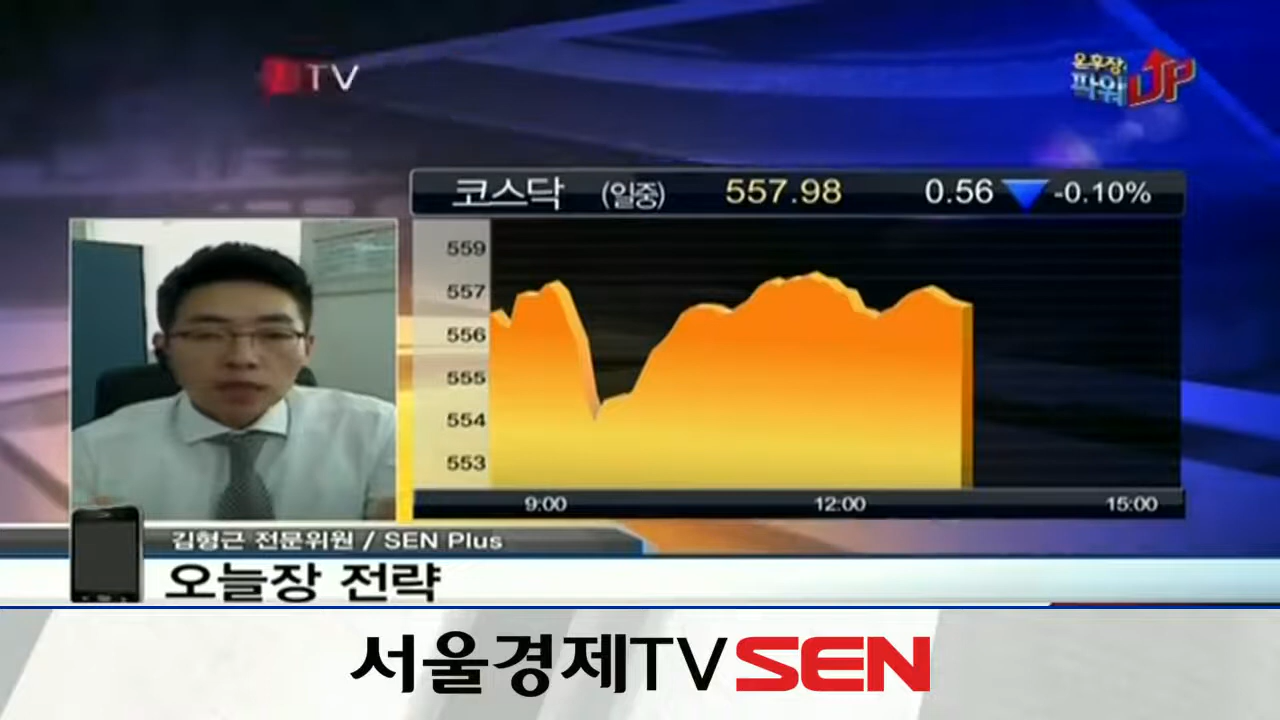 TV
오후장
파워 UP
코스닥 (일중) 557.98 0.56 ▼ -0.10%
559
557
556
555
554
553
9:00 12:00 15:00
김형근 전문위원 / SEN Plus
오늘장 전략
서울경제TV SEN